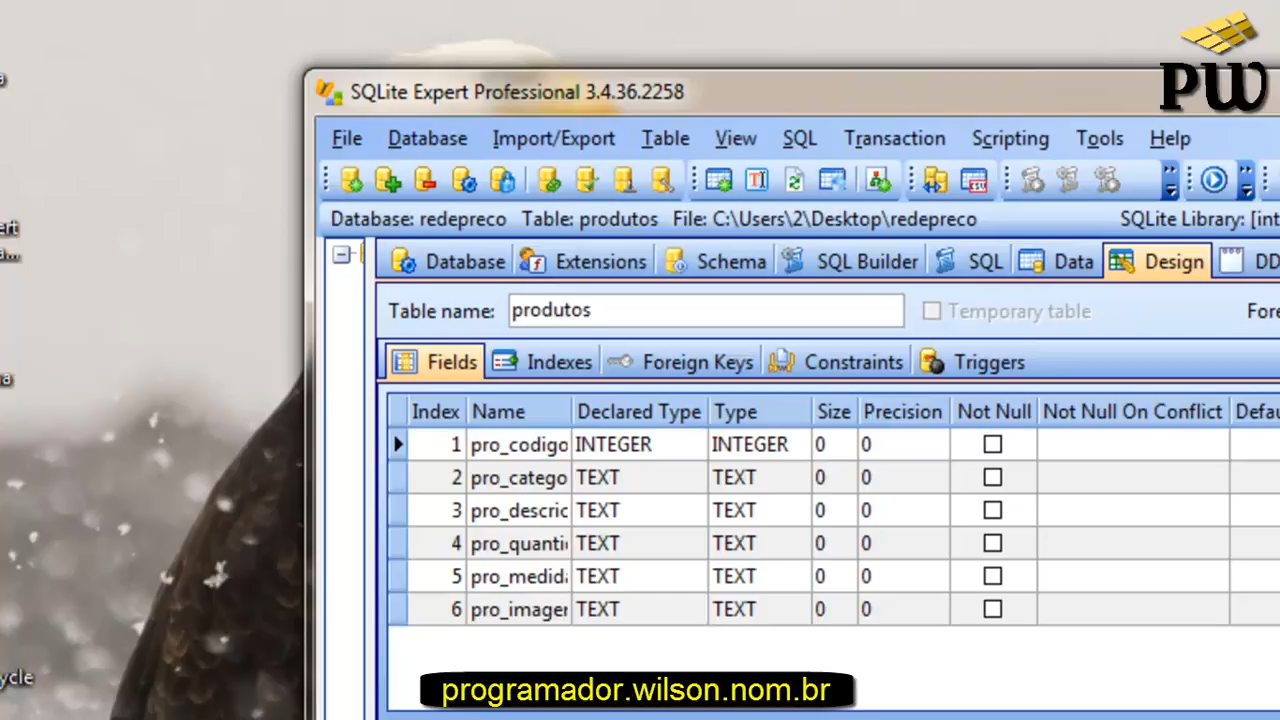 PW
SQLite Expert Professional 3.4.36.2258
File Database Import/Export Table View SQL Transaction Scripting Tools Help
Database: redepreco Table: produtos File: C:\Users\2\Desktop\redepreco SQLite Library: [int
Database Extensions Schema SQL Builder SQL Data Design DD
Table name: produtos Temporary table Fore
Fields Indexes Foreign Keys Constraints Triggers
Index Name Declared Type Type Size Precision Not Null Not Null On Conflict Defau
1 pro_codigo INTEGER INTEGER 0 0
2 pro_catego TEXT TEXT 0 0
3 pro_descric TEXT TEXT 0 0
4 pro_quanti TEXT TEXT 0 0
5 pro_medida TEXT TEXT 0 0
6 pro_imager TEXT TEXT 0 0
ycle
programador.wilson.nom.br